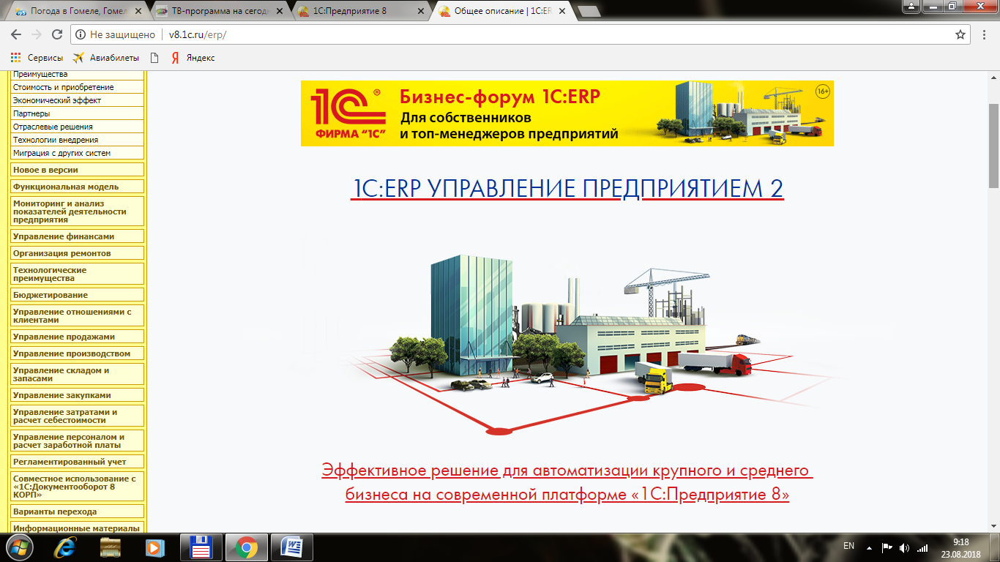 Погода в Гомеле, Гомел
ТВ-программа на сегодн
1С:Предприятие 8
Общее описание | 1С:ER
Не защищено
v8.1c.ru/erp/
Сервисы
Авиабилеты
Яндекс
Преимущества
Стоимость и приобретение
Экономический эффект
Партнеры
Отраслевые решения
Технологии внедрения
Миграция с других систем
Новое в версии
Функциональная модель
Мониторинг и анализ
показателей деятельности
предприятия
Управление финансами
Организация ремонтов
Технологические
преимущества
Бюджетирование
Управление отношениями с
клиентами
Управление продажами
Управление производством
Управление складом и
запасами
Управление закупками
Управление затратами и
расчет себестоимости
Управление персоналом и
расчет заработной платы
Регламентированный учет
Совместное использование с
«1С:Документооборот 8
КОРП»
Варианты перехода
Информационные материалы
1С®
ФИРМА "1С"
Бизнес-форум 1С:ERP
Для собственников
и топ-менеджеров предприятий
16+
1С:ERP УПРАВЛЕНИЕ ПРЕДПРИЯТИЕМ 2
Эффективное решение для автоматизации крупного и среднего
бизнеса на современной платформе «1С:Предприятие 8»
EN
9:18
23.08.2018